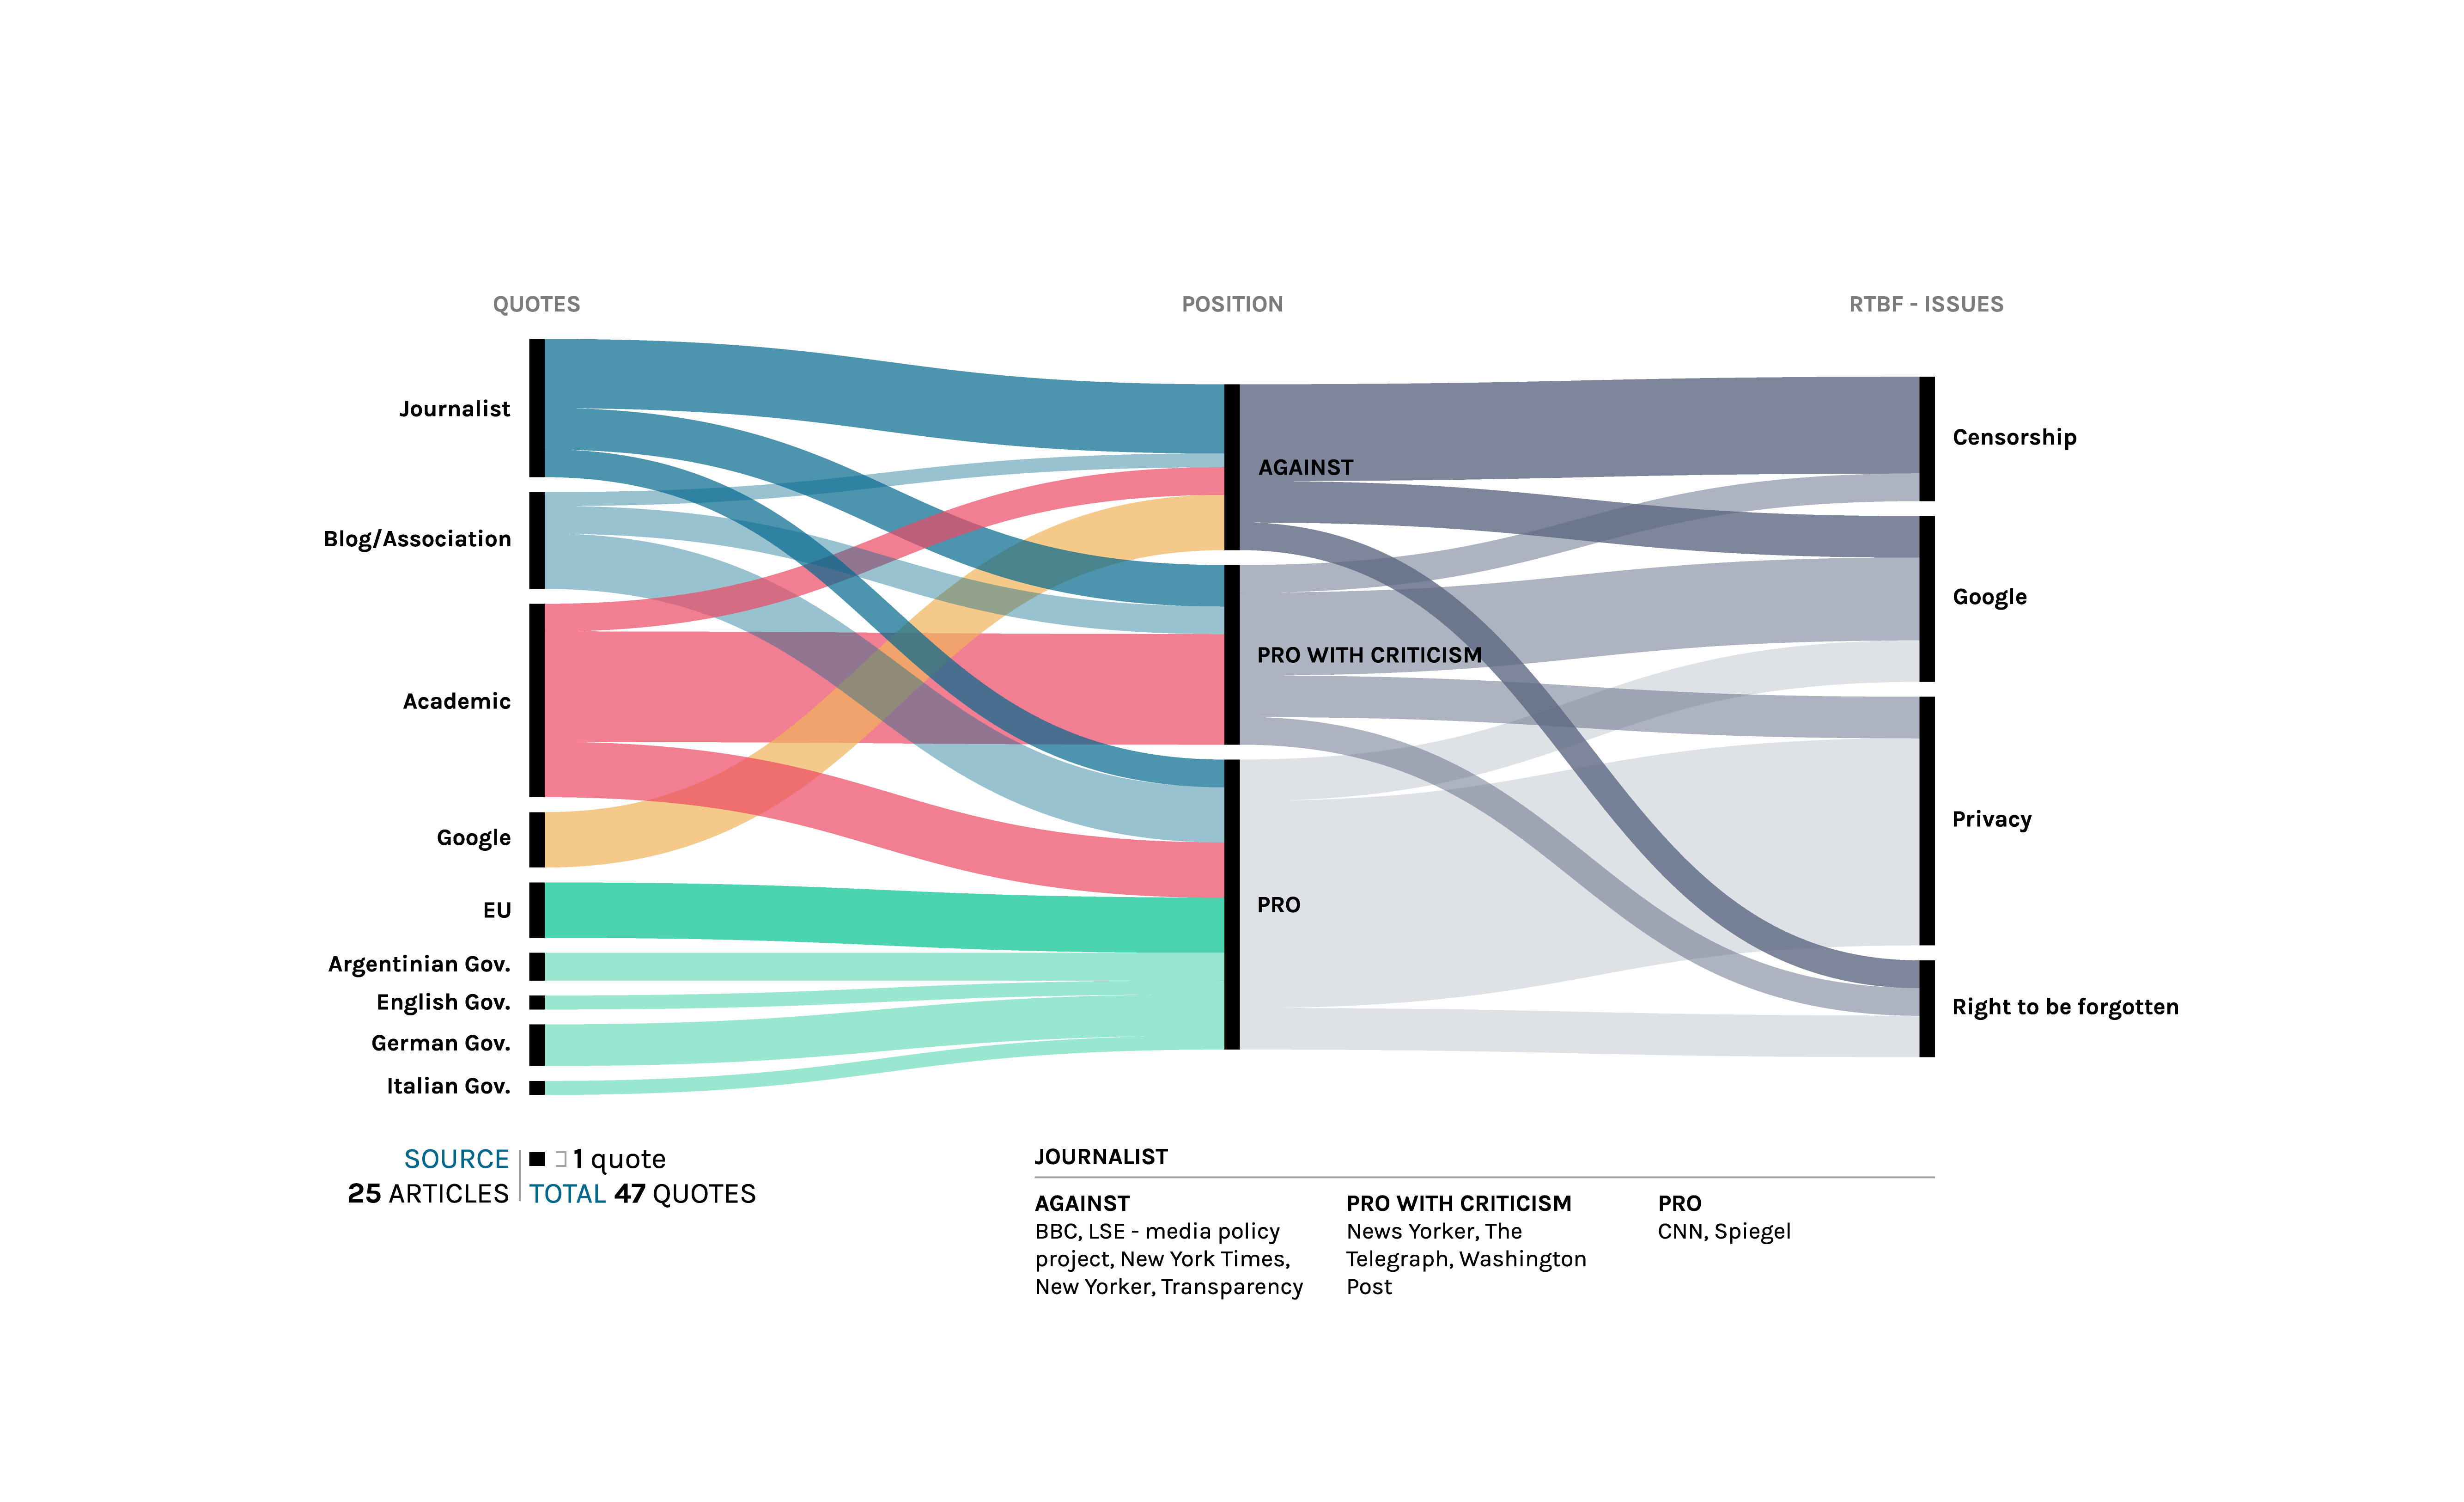 QUOTES
POSITION
RTBF - ISSUES
Journalist
Blog/Association
Academic
Google
EU
Argentinian Gov.
English Gov.
German Gov.
Italian Gov.
AGAINST
PRO WITH CRITICISM
PRO
Censorship
Google
Privacy
Right to be forgotten
SOURCE
25 ARTICLES
1 quote
TOTAL 47 QUOTES
JOURNALIST
AGAINST
BBC, LSE - media policy
project, New York Times,
New Yorker, Transparency
PRO WITH CRITICISM
News Yorker, The
Telegraph, Washington
Post
PRO
CNN, Spiegel